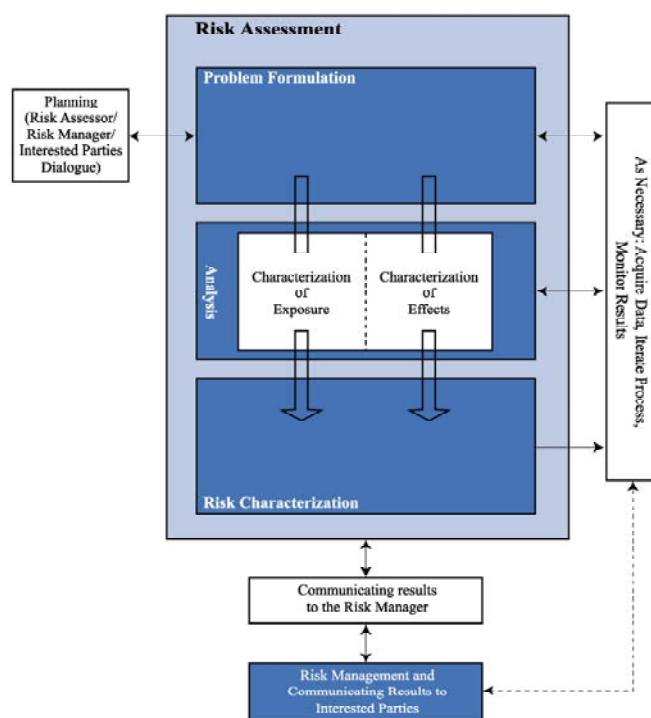 Risk Assessment
Problem Formulation
Planning
(Risk Assessor/
Risk Manager/
Interested Parties
Dialogue)
Analysis
Characterization
of
Exposure
Characterization
of
Effects
As Necessary: Acquire Data, Iterate Process,
Monitor Results
Risk Characterization
Communicating results
to the Risk Manager
Risk Management and
Communicating Results to
Interested Parties